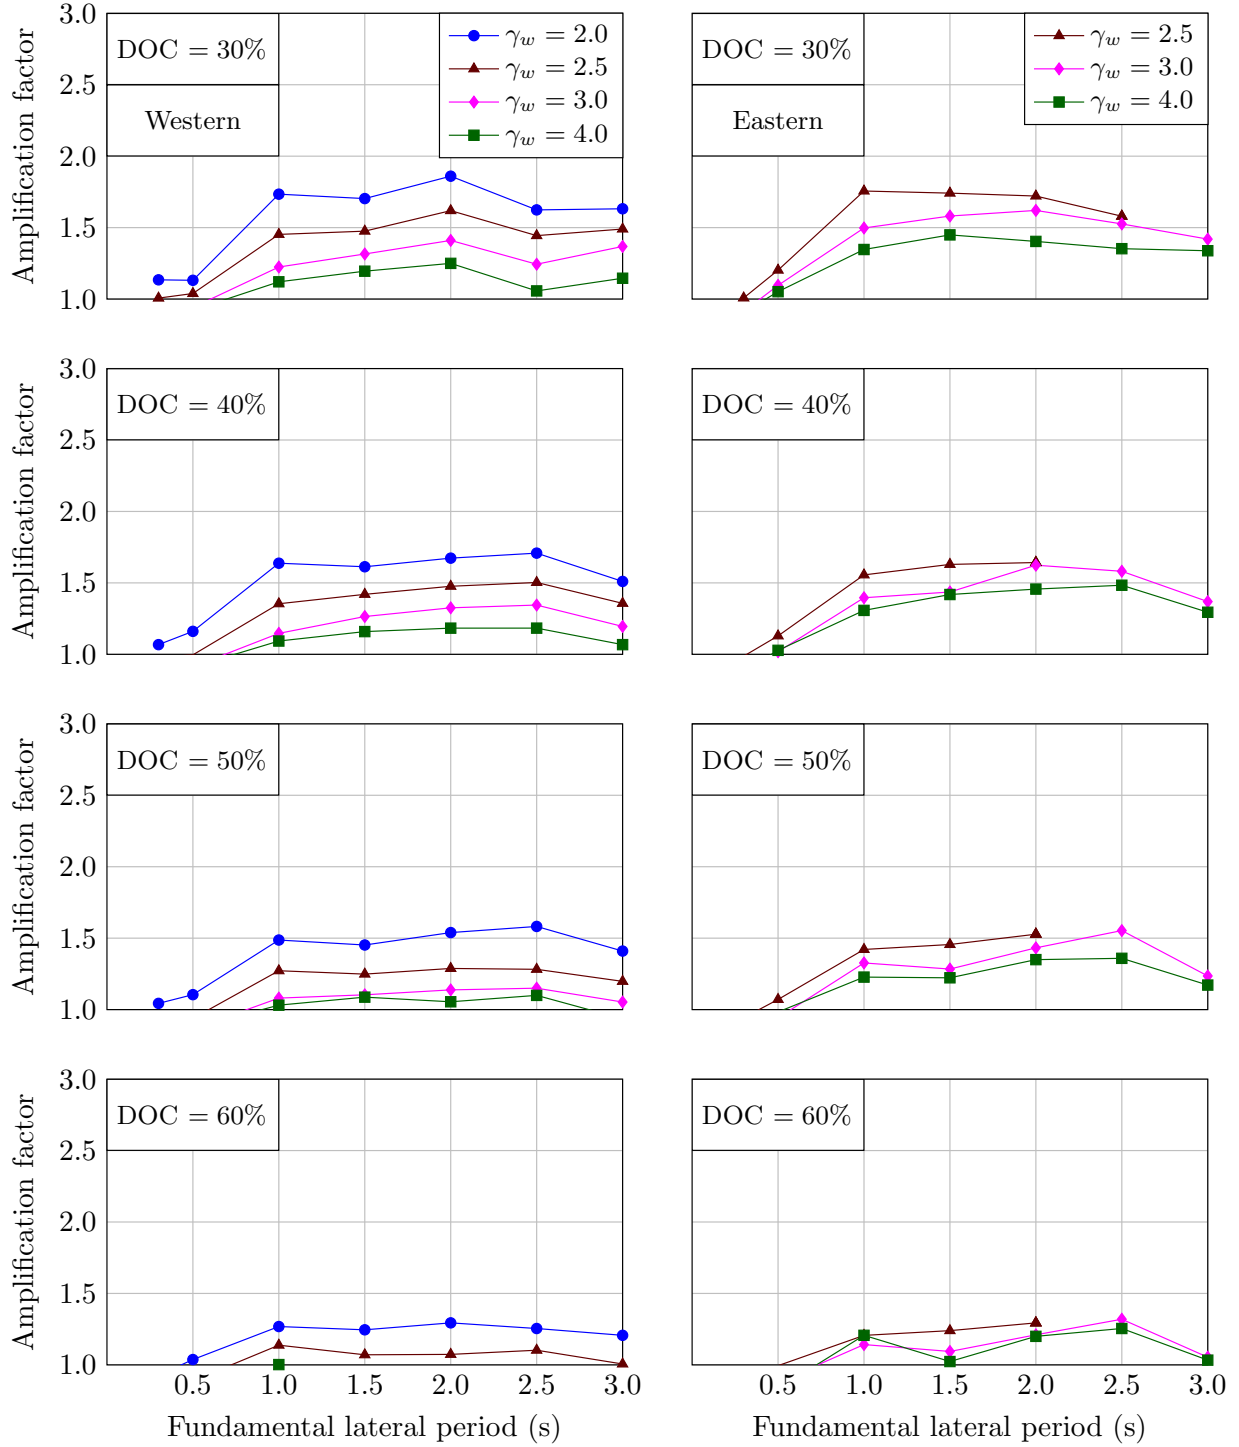 3.0
2.5
2.0
1.5
1.0
Amplification factor
DOC = 30%
Western
γw = 2.0
γw = 2.5
γw = 3.0
γw = 4.0
DOC = 30%
Eastern
γw = 2.5
γw = 3.0
γw = 4.0
3.0
2.5
2.0
1.5
1.0
Amplification factor
DOC = 40%
DOC = 40%
3.0
2.5
2.0
1.5
1.0
Amplification factor
DOC = 50%
DOC = 50%
3.0
2.5
2.0
1.5
1.0
Amplification factor
DOC = 60%
DOC = 60%
0.5 1.0 1.5 2.0 2.5 3.0
Fundamental lateral period (s)
0.5 1.0 1.5 2.0 2.5 3.0
Fundamental lateral period (s)